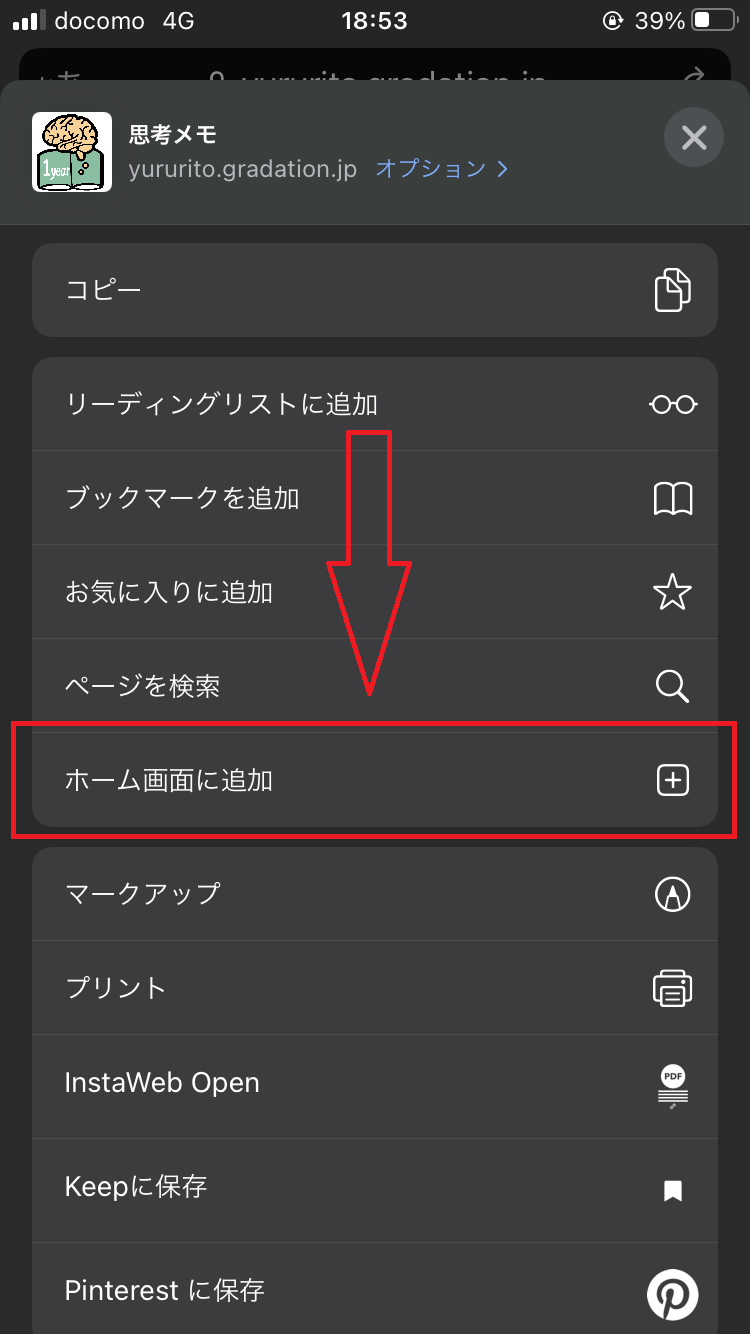 docomo 4G 18:53 39%
思考メモ
yururito.gradation.jp オプション
1year
コピー
リーディングリストに追加
ブックマークを追加
お気に入りに追加
ページを検索
ホーム画面に追加
マークアップ
プリント
InstaWeb Open
PDF
Keepに保存
Pinterest に保存